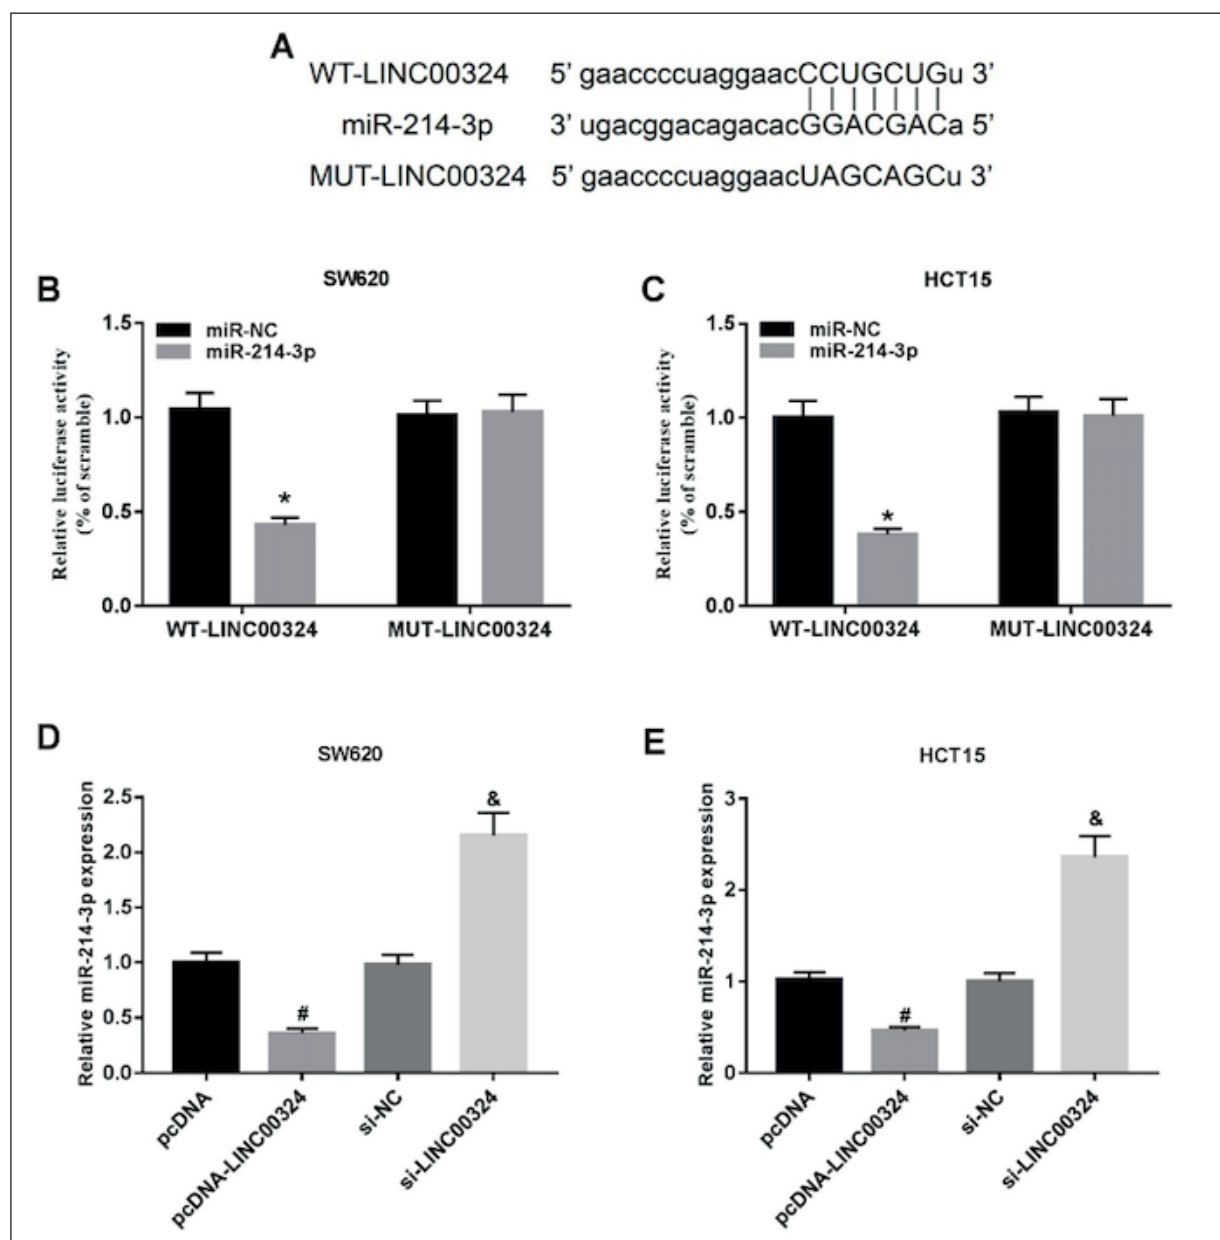 A
WT-LINC00324 5' gaaccccuaggaacCCUGCUGu 3'
miR-214-3p 3' ugacggacagacacGGACGACa 5'
MUT-LINC00324 5' gaaccccuaggaacUAGCAGCu 3'
B
SW620
miR-NC
miR-214-3p
Relative luciferase activity
(% of scramble)
1.5
1.0
0.5
0.0
*
WT-LINC00324 MUT-LINC00324
C
HCT15
miR-NC
miR-214-3p
Relative luciferase activity
(% of scramble)
1.5
1.0
0.5
0.0
*
WT-LINC00324 MUT-LINC00324
D
SW620
Relative miR-214-3p expression
2.5
2.0
1.5
1.0
0.5
0.0
#
&
pcDNA
pcDNA-LINC00324
si-NC
si-LINC00324
E
HCT15
Relative miR-214-3p expression
3
2
1
0
#
&
pcDNA
pcDNA-LINC00324
si-NC
si-LINC00324